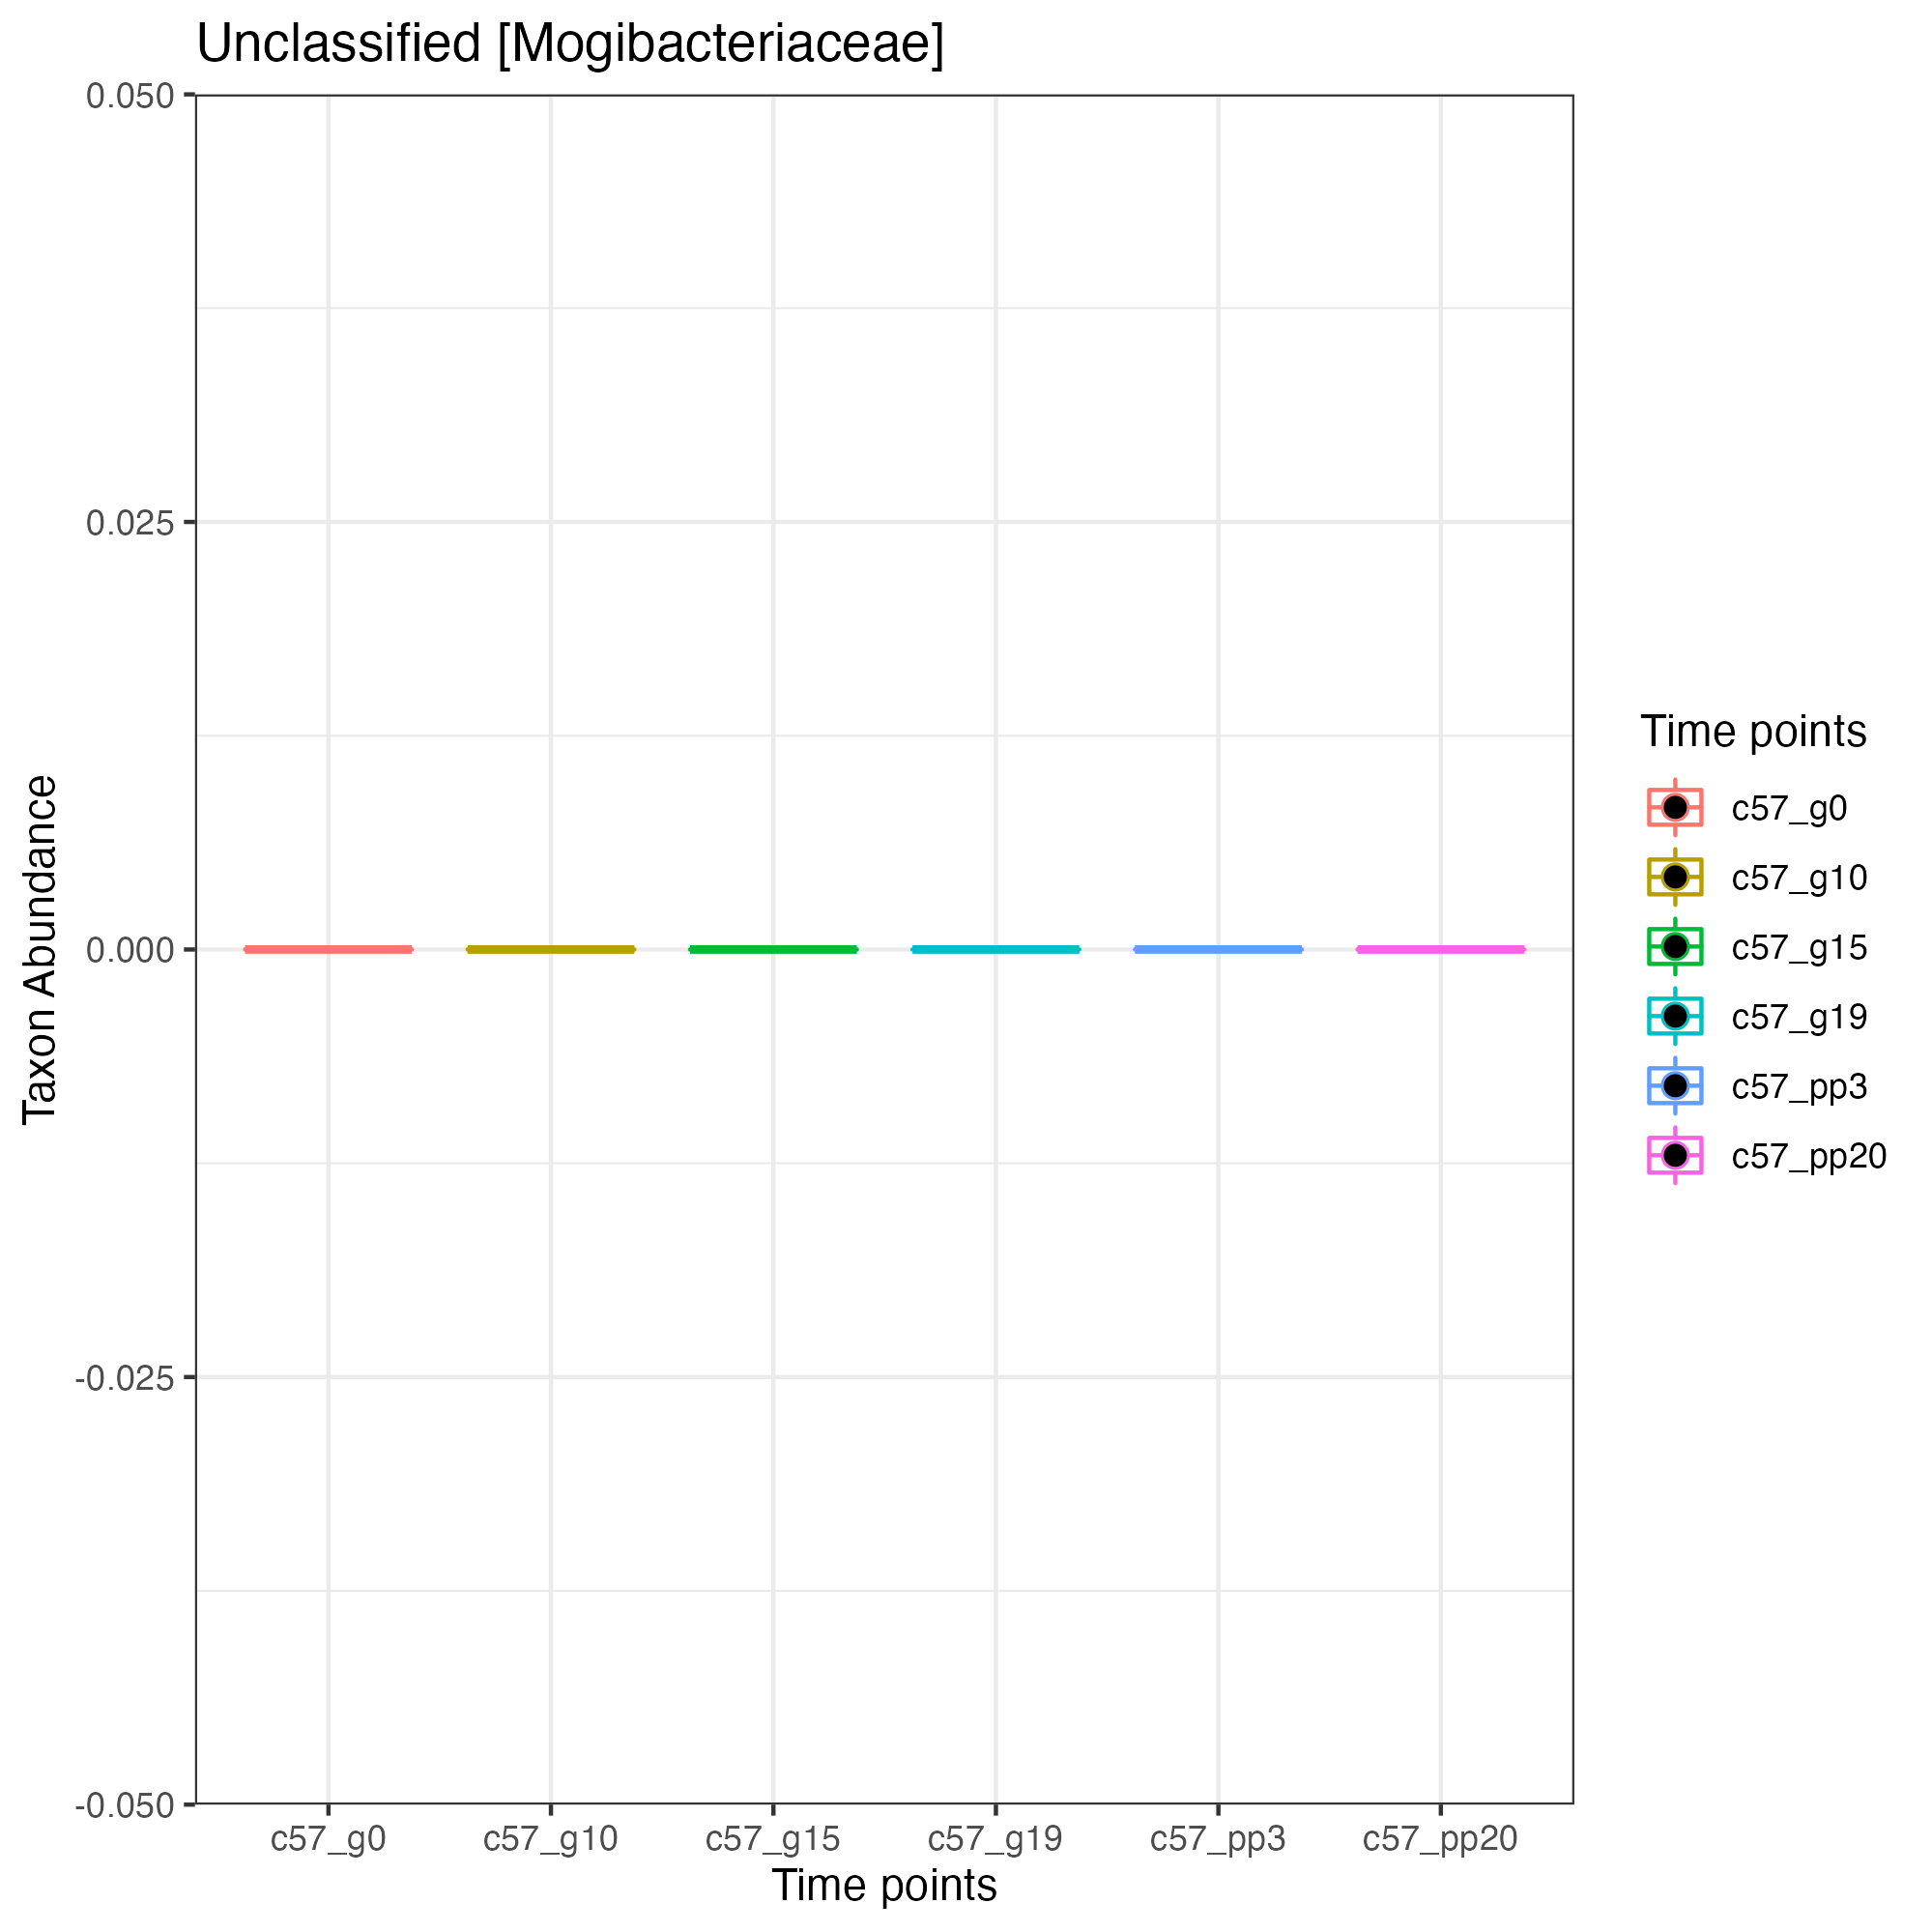 Unclassified [Mogibacteriaceae]
0.050
0.025
0.000
-0.025
-0.050
Taxon Abundance
c57_g0
c57_g10
c57_g15
c57_g19
c57_pp3
c57_pp20
Time points
Time points
c57_g0
c57_g10
c57_g15
c57_g19
c57_pp3
c57_pp20